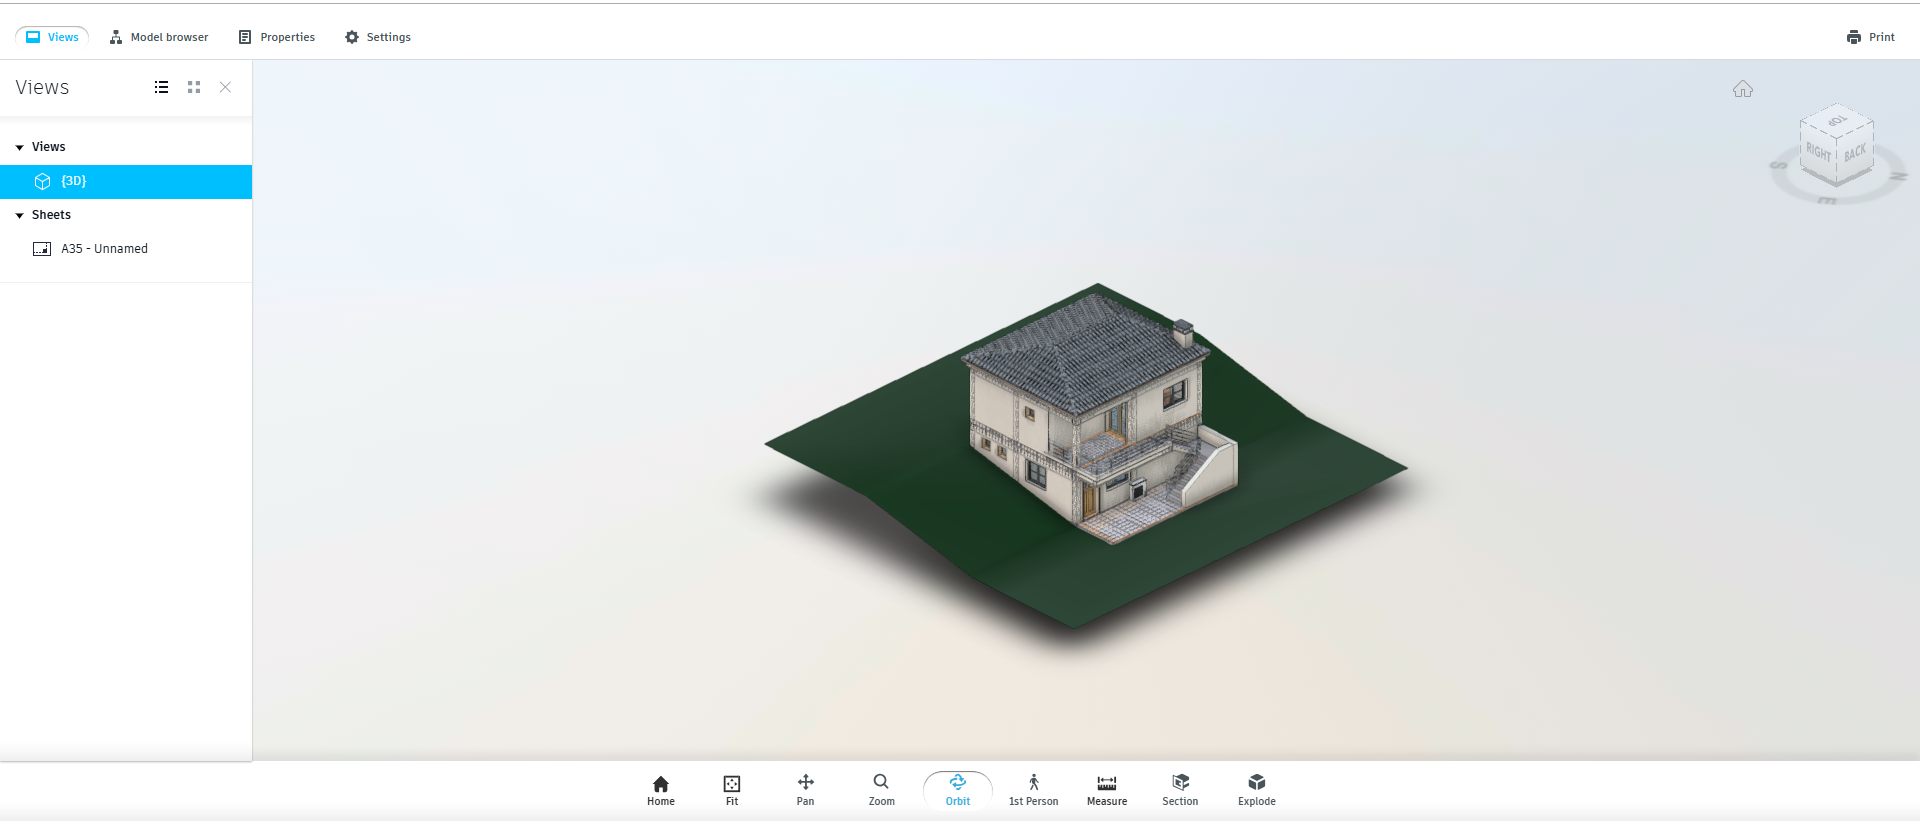 Views
Model browser
Properties
Settings
Print
Views
Views
{3D}
Sheets
A35 - Unnamed
TOP
RIGHT
BACK
S
E
N
Home
Fit
Pan
Zoom
Orbit
1st Person
Measure
Section
Explode